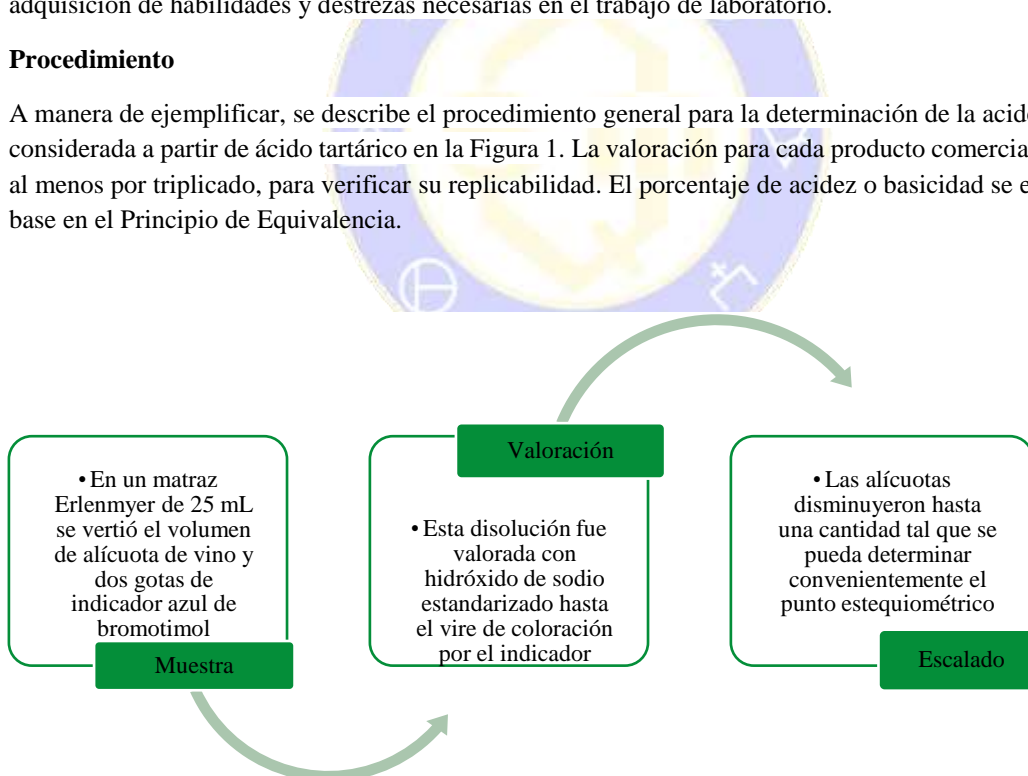 adquisición de habilidades y destrezas necesarias en el trabajo de laboratorio.
Procedimiento
A manera de ejemplificar, se describe el procedimiento general para la determinación de la
considerada a partir de ácido tartárico en la Figura 1. La valoración para cada producto
al menos por triplicado, para verificar su replicabilidad. El porcentaje de acidez o basicidad se
base en el Principio de Equivalencia.
• En un matraz
Erlenmyer de 25 mL
se vertió el volumen
de alícuota de vino y
dos gotas de
indicador azul de
bromotimol
Muestra
Valoración
• Esta disolución fue
valorada con
hidróxido de sodio
estandarizado hasta
el vire de coloración
por el indicador
• Las alícuotas
disminuyeron hasta
una cantidad tal que se
pueda determinar
convenientemente el
punto estequiométrico
Escalado